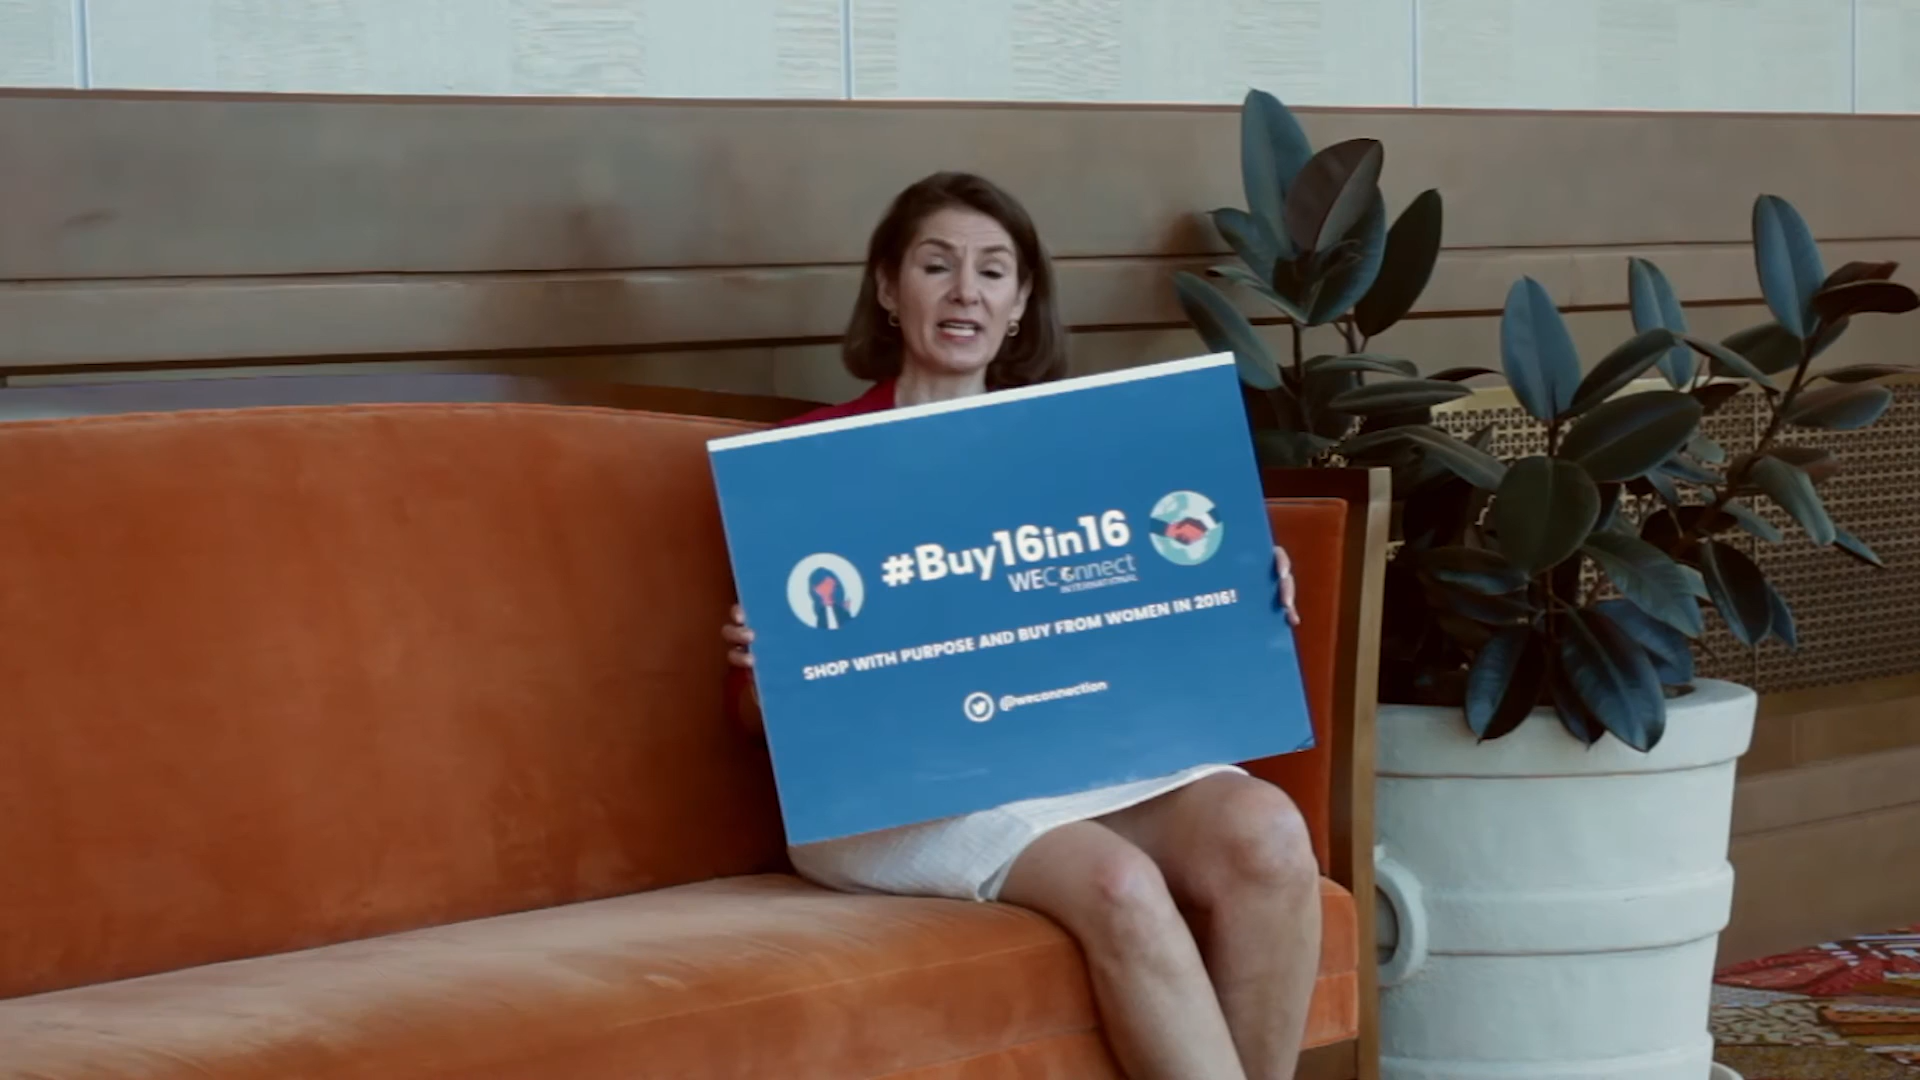 #Buy16in16
WEConnect
INTERNATIONAL
SHOP WITH PURPOSE AND BUY FROM WOMEN IN 2016!
@weconnection